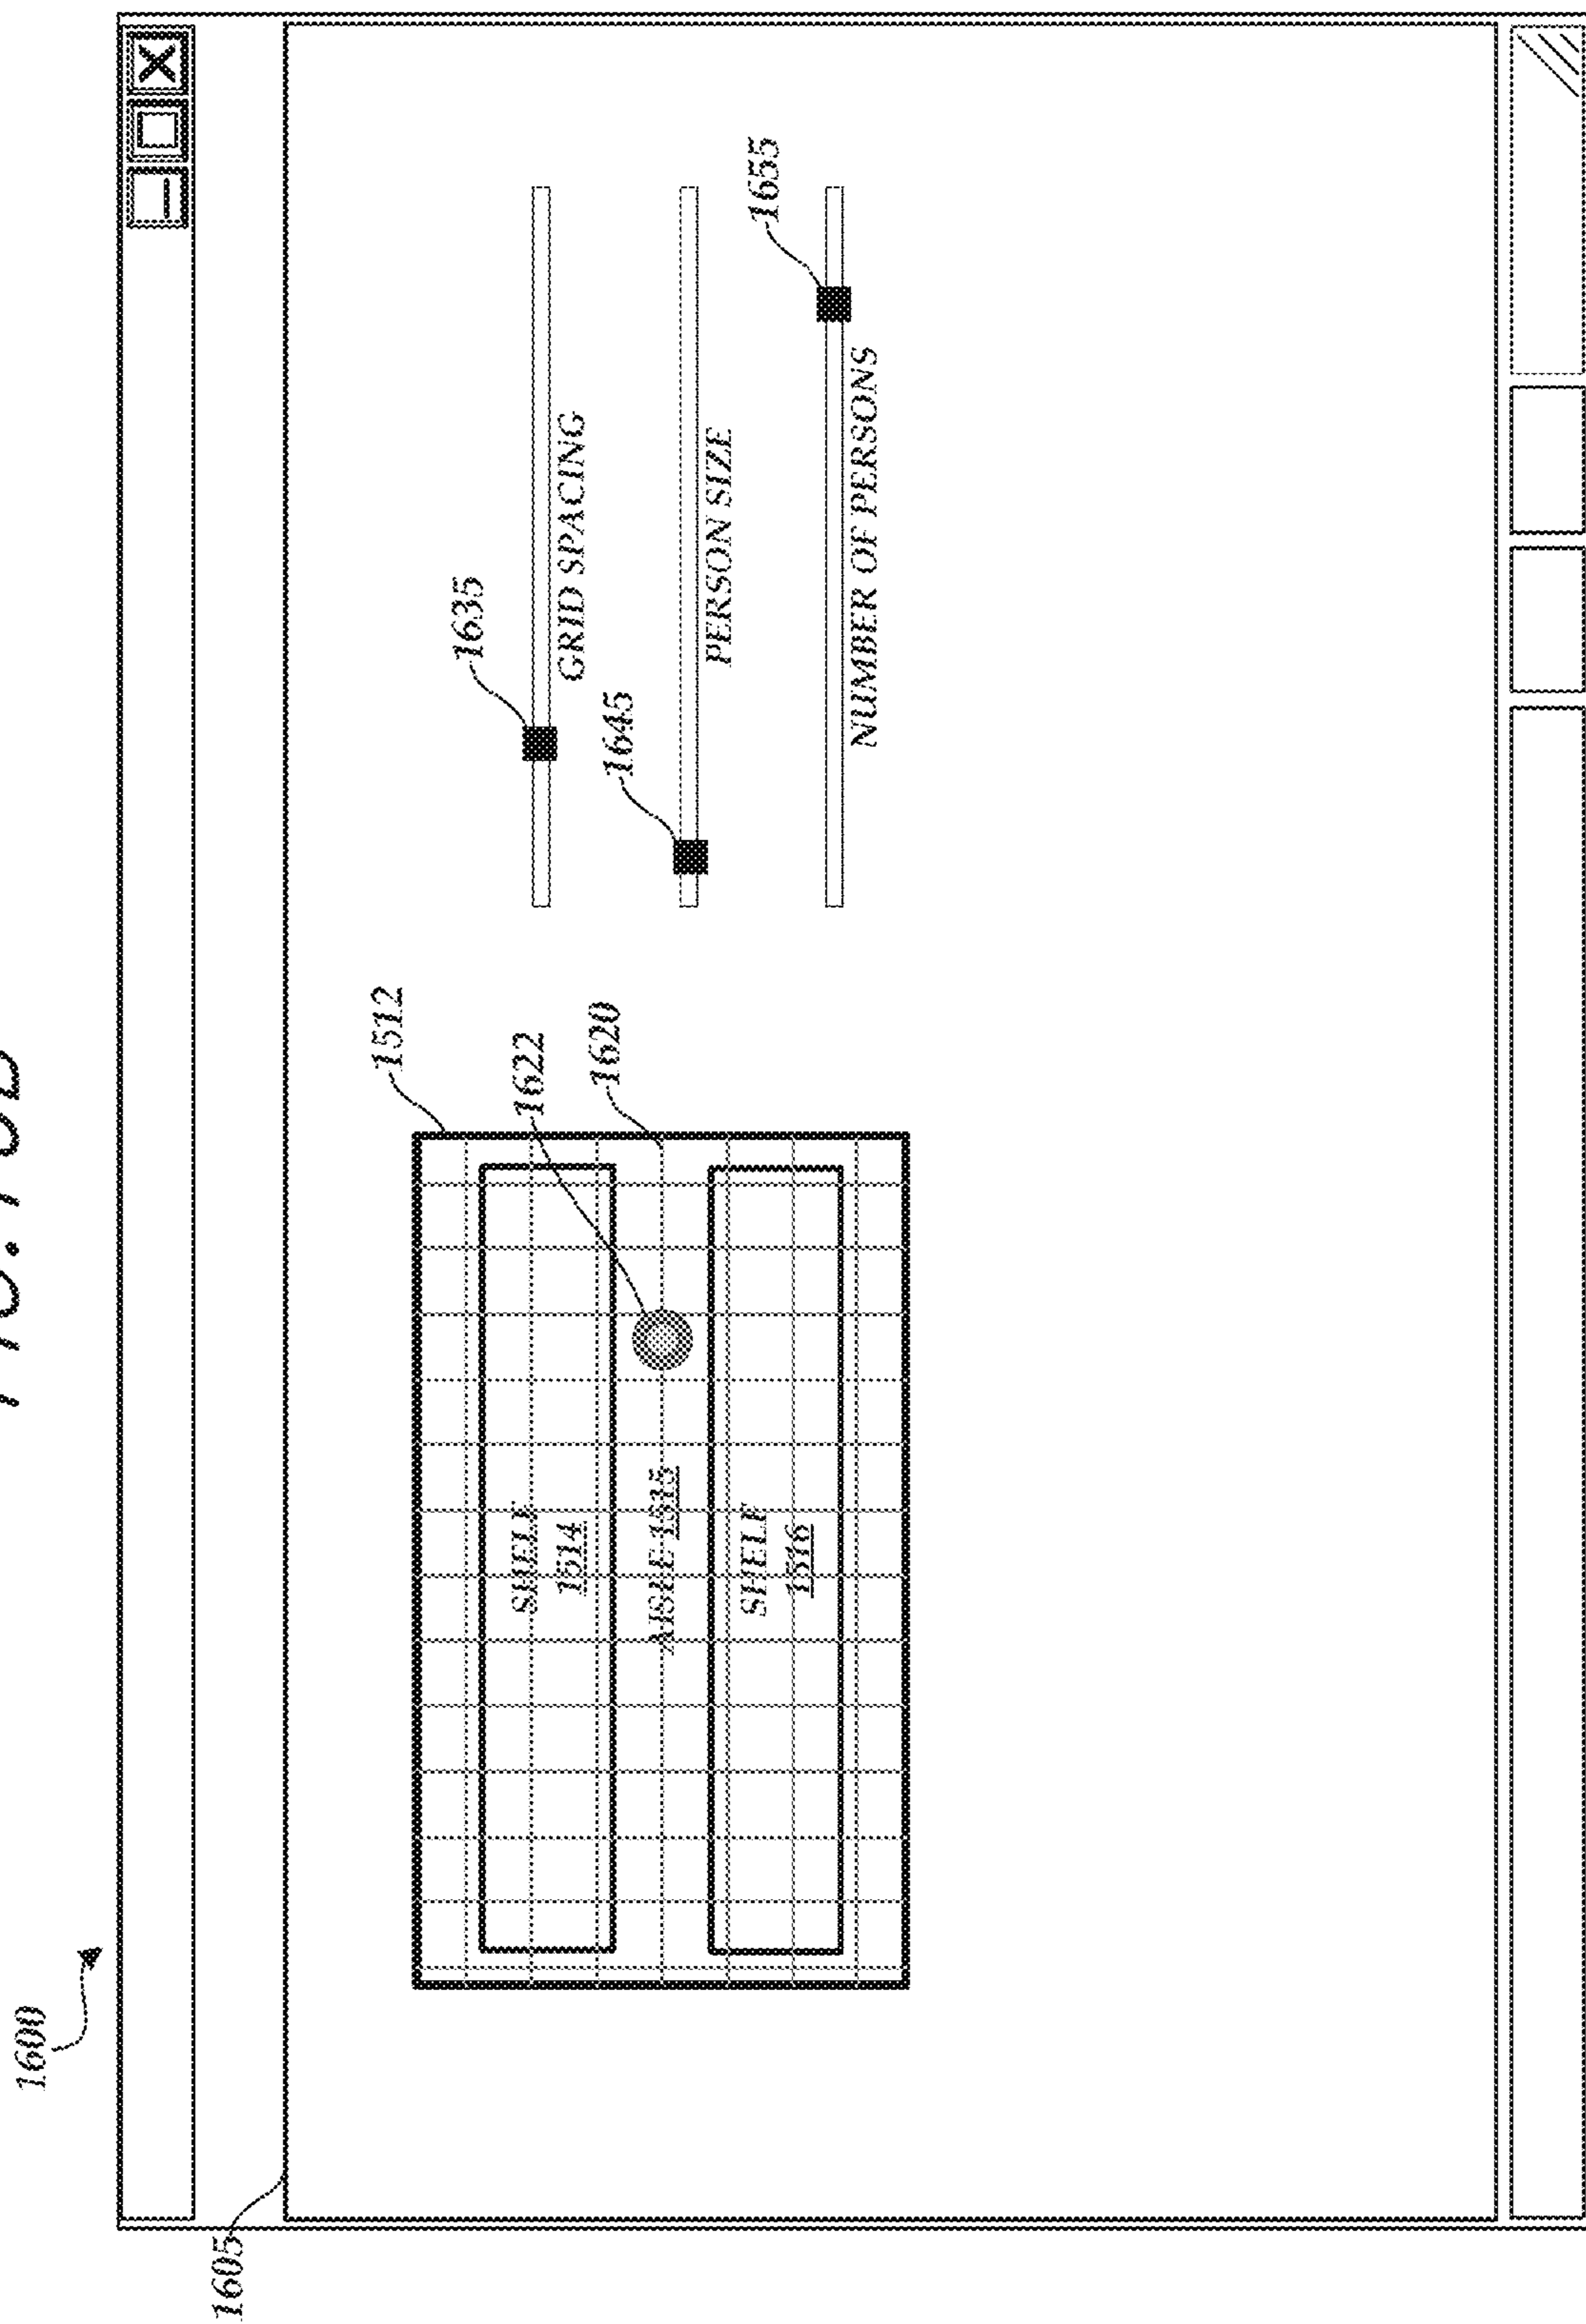 1600
1605
1512
1622
1620
SHELF
1514
AISLE 1515
SHELF
1516
1635
GRID SPACING
1645
PERSON SIZE
1655
NUMBER OF PERSONS